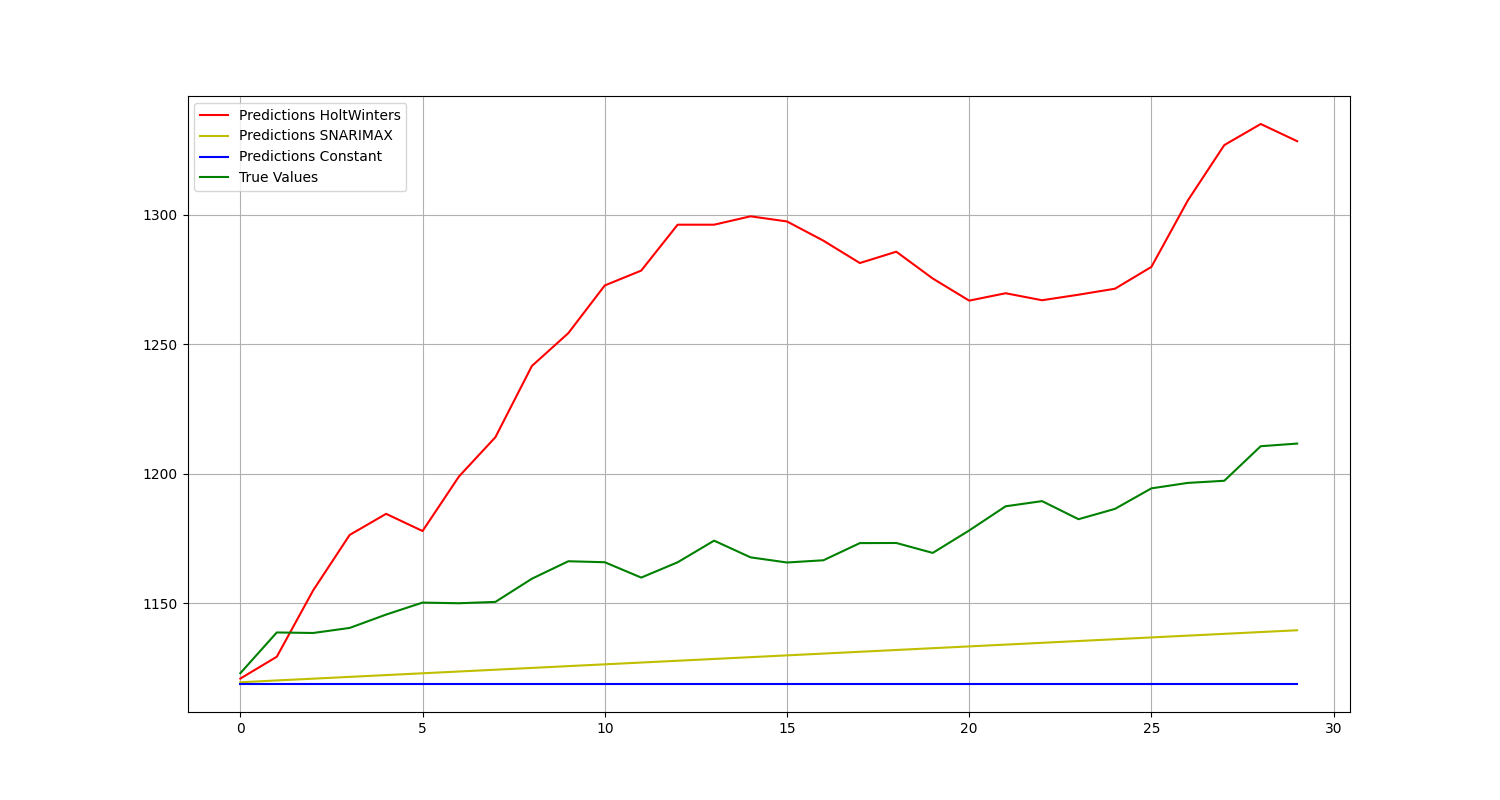 Predictions HoltWinters
Predictions SNARIMAX
Predictions Constant
True Values
1300
1250
1200
1150
0 5 10 15 20 25 30